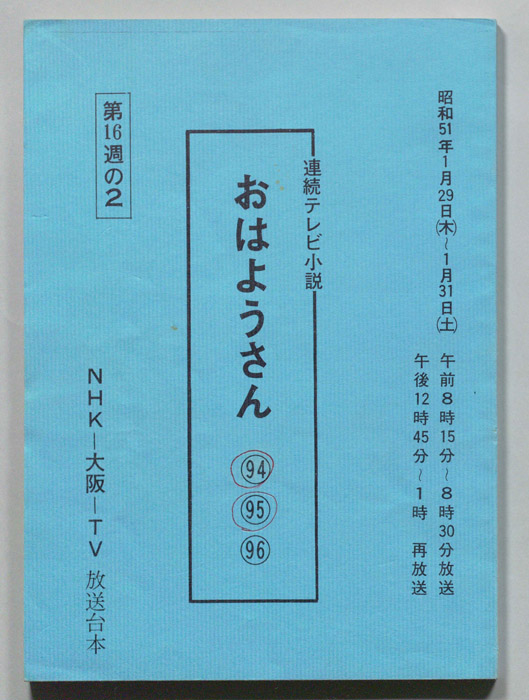 昭和51年1月29日(木)~1月31日(土)
午前8時15分~8時30分放送
午後12時45分~1時 再放送
連続テレビ小説
おはようさん
94
95
96
第16週の2
NHK-大阪-TV 放送台本